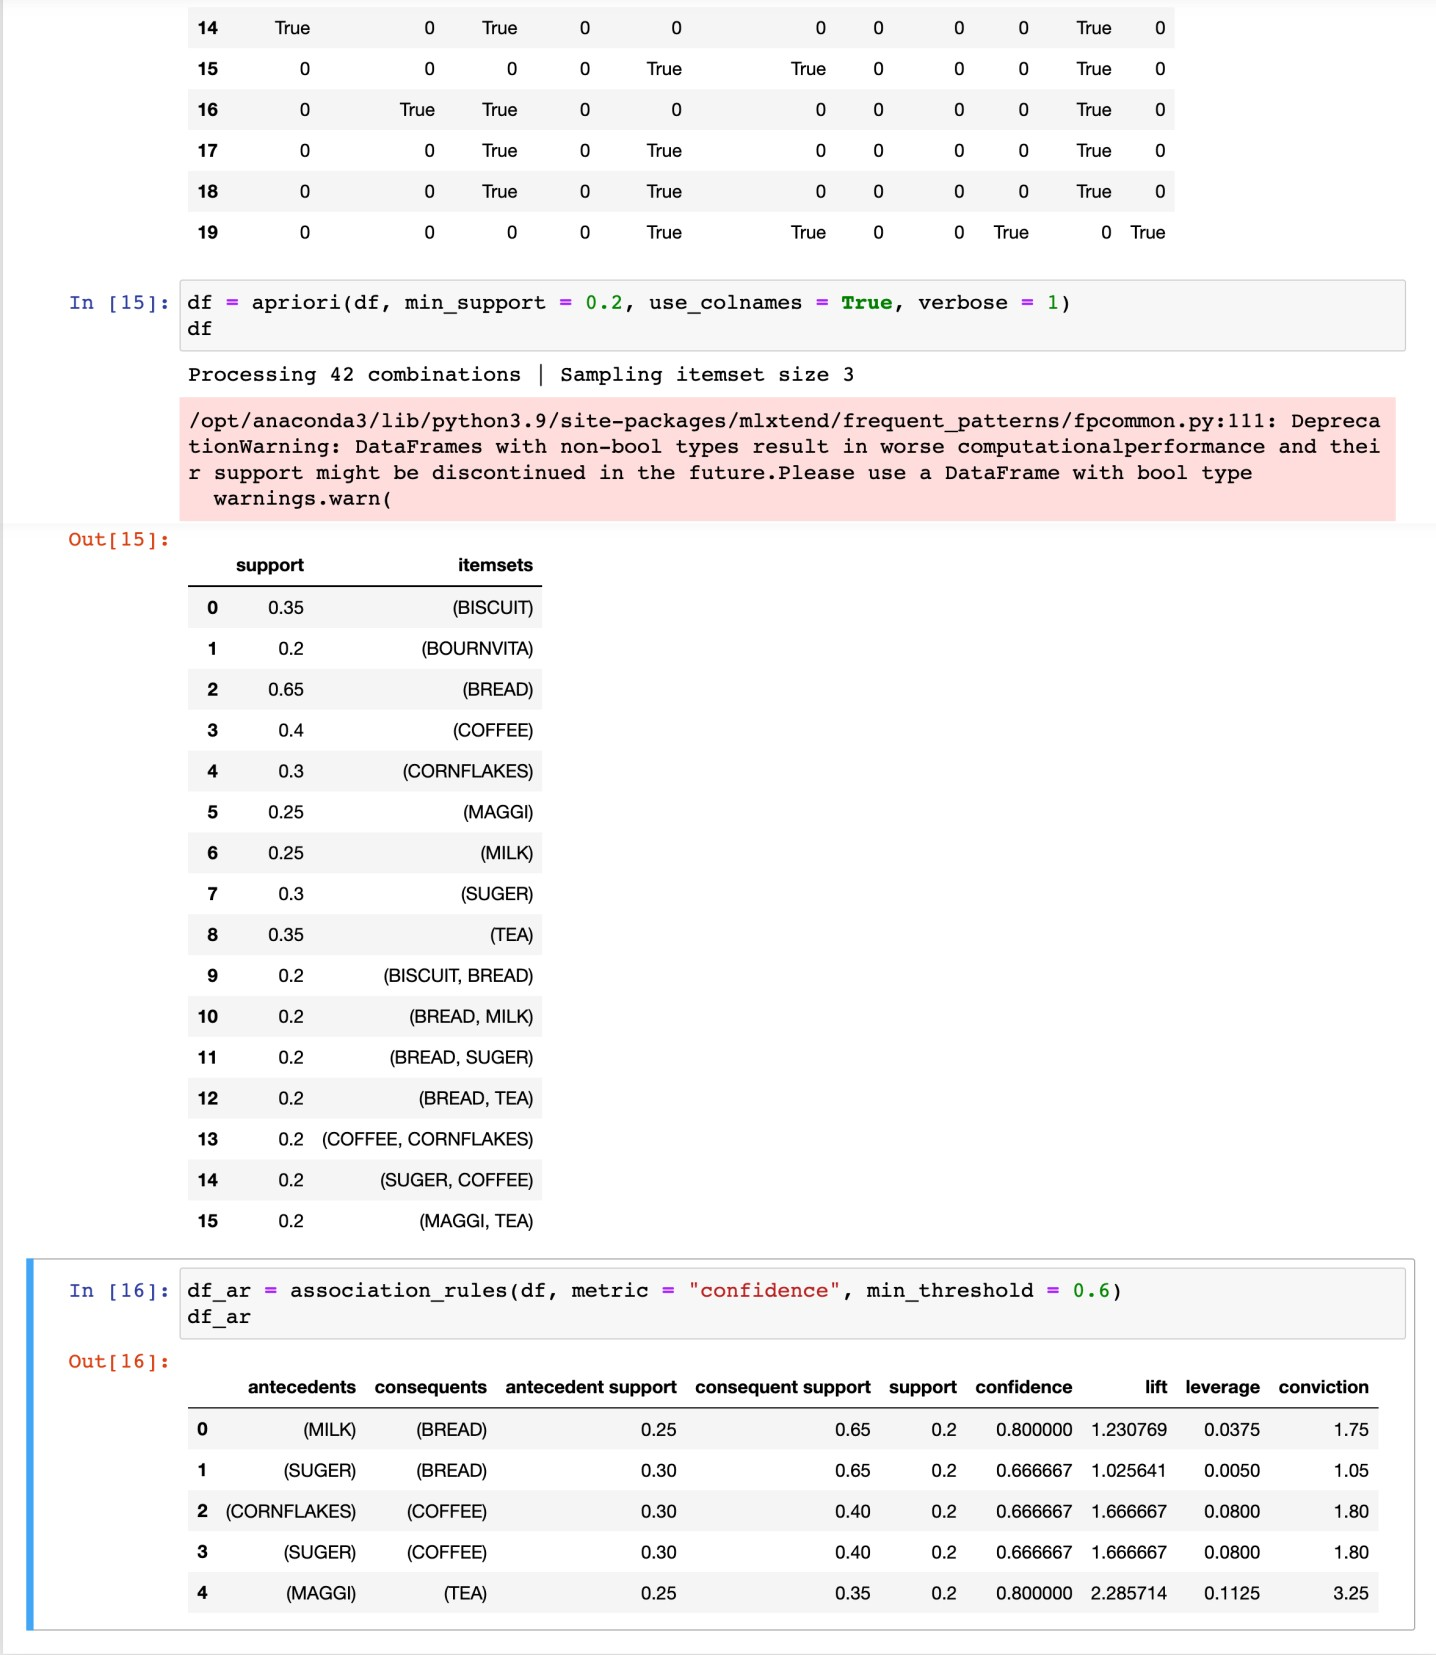 14 True 0 True 0 0 0 0 0 0 True 0
15 0 0 0 0 True True 0 0 0 True 0
16 0 True True 0 0 0 0 0 0 True 0
17 0 0 True 0 True 0 0 0 0 True 0
18 0 0 True 0 True 0 0 0 0 True 0
19 0 0 0 0 True True 0 0 True 0 True
In [15]: df = apriori(df, min_support = 0.2, use_colnames = True, verbose = 1)
df
Processing 42 combinations | Sampling itemset size 3
/opt/anaconda3/lib/python3.9/site-packages/mlxtend/frequent_patterns/fpcommon.py:111: Depreca
tionWarning: DataFrames with non-bool types result in worse computationalperformance and thei
r support might be discontinued in the future.Please use a DataFrame with bool type
warnings.warn(
Out[15]:
support itemsets
0 0.35 (BISCUIT)
1 0.2 (BOURNVITA)
2 0.65 (BREAD)
3 0.4 (COFFEE)
4 0.3 (CORNFLAKES)
5 0.25 (MAGGI)
6 0.25 (MILK)
7 0.3 (SUGER)
8 0.35 (TEA)
9 0.2 (BISCUIT, BREAD)
10 0.2 (BREAD, MILK)
11 0.2 (BREAD, SUGER)
12 0.2 (BREAD, TEA)
13 0.2 (COFFEE, CORNFLAKES)
14 0.2 (SUGER, COFFEE)
15 0.2 (MAGGI, TEA)
In [16]: df_ar = association_rules(df, metric = "confidence", min_threshold = 0.6)
df_ar
Out[16]:
antecedents consequents antecedent support consequent support support confidence lift leverage conviction
0 (MILK) (BREAD) 0.25 0.65 0.2 0.800000 1.230769 0.0375 1.75
1 (SUGER) (BREAD) 0.30 0.65 0.2 0.666667 1.025641 0.0050 1.05
2 (CORNFLAKES) (COFFEE) 0.30 0.40 0.2 0.666667 1.666667 0.0800 1.80
3 (SUGER) (COFFEE) 0.30 0.40 0.2 0.666667 1.666667 0.0800 1.80
4 (MAGGI) (TEA) 0.25 0.35 0.2 0.800000 2.285714 0.1125 3.25